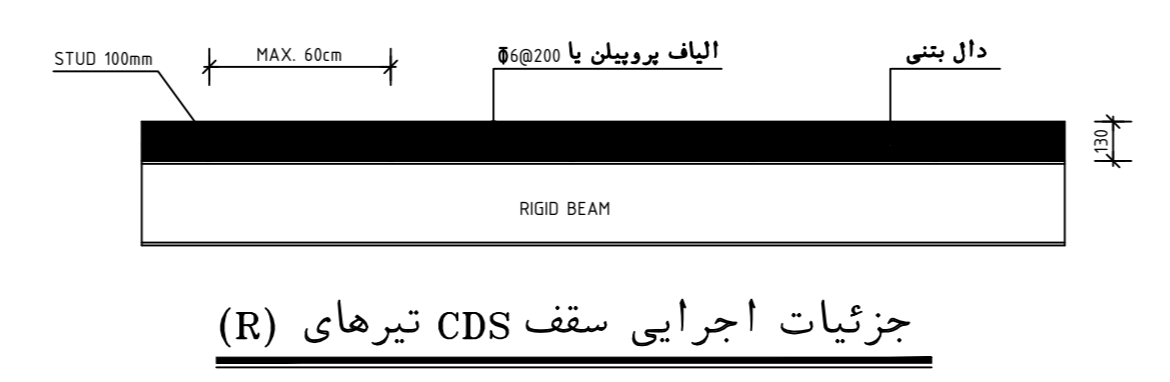 STUD 100mm
MAX. 60cm
الیاف پروپیلن یا Φ6@200
دال بتنی
130
RIGID BEAM
جزئیات اجرایی سقف CDS تیرهای (R)